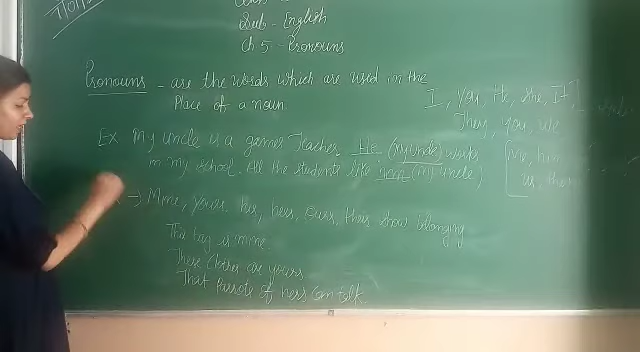 Sub - English
Ch 5 - Pronouns
Pronouns - are the words which are used in the
Place of a noun
I, You, He, She, It
They, you, we
Ex My uncle is a games Teacher. He (my uncle) works
in my school. All the students like (my uncle)
Me, him
us, them
→ Mine, yours, his, hers, ours, theirs show belonging
The bag is mine.
These Clothes are yours
That Parrote of hers Can talk.